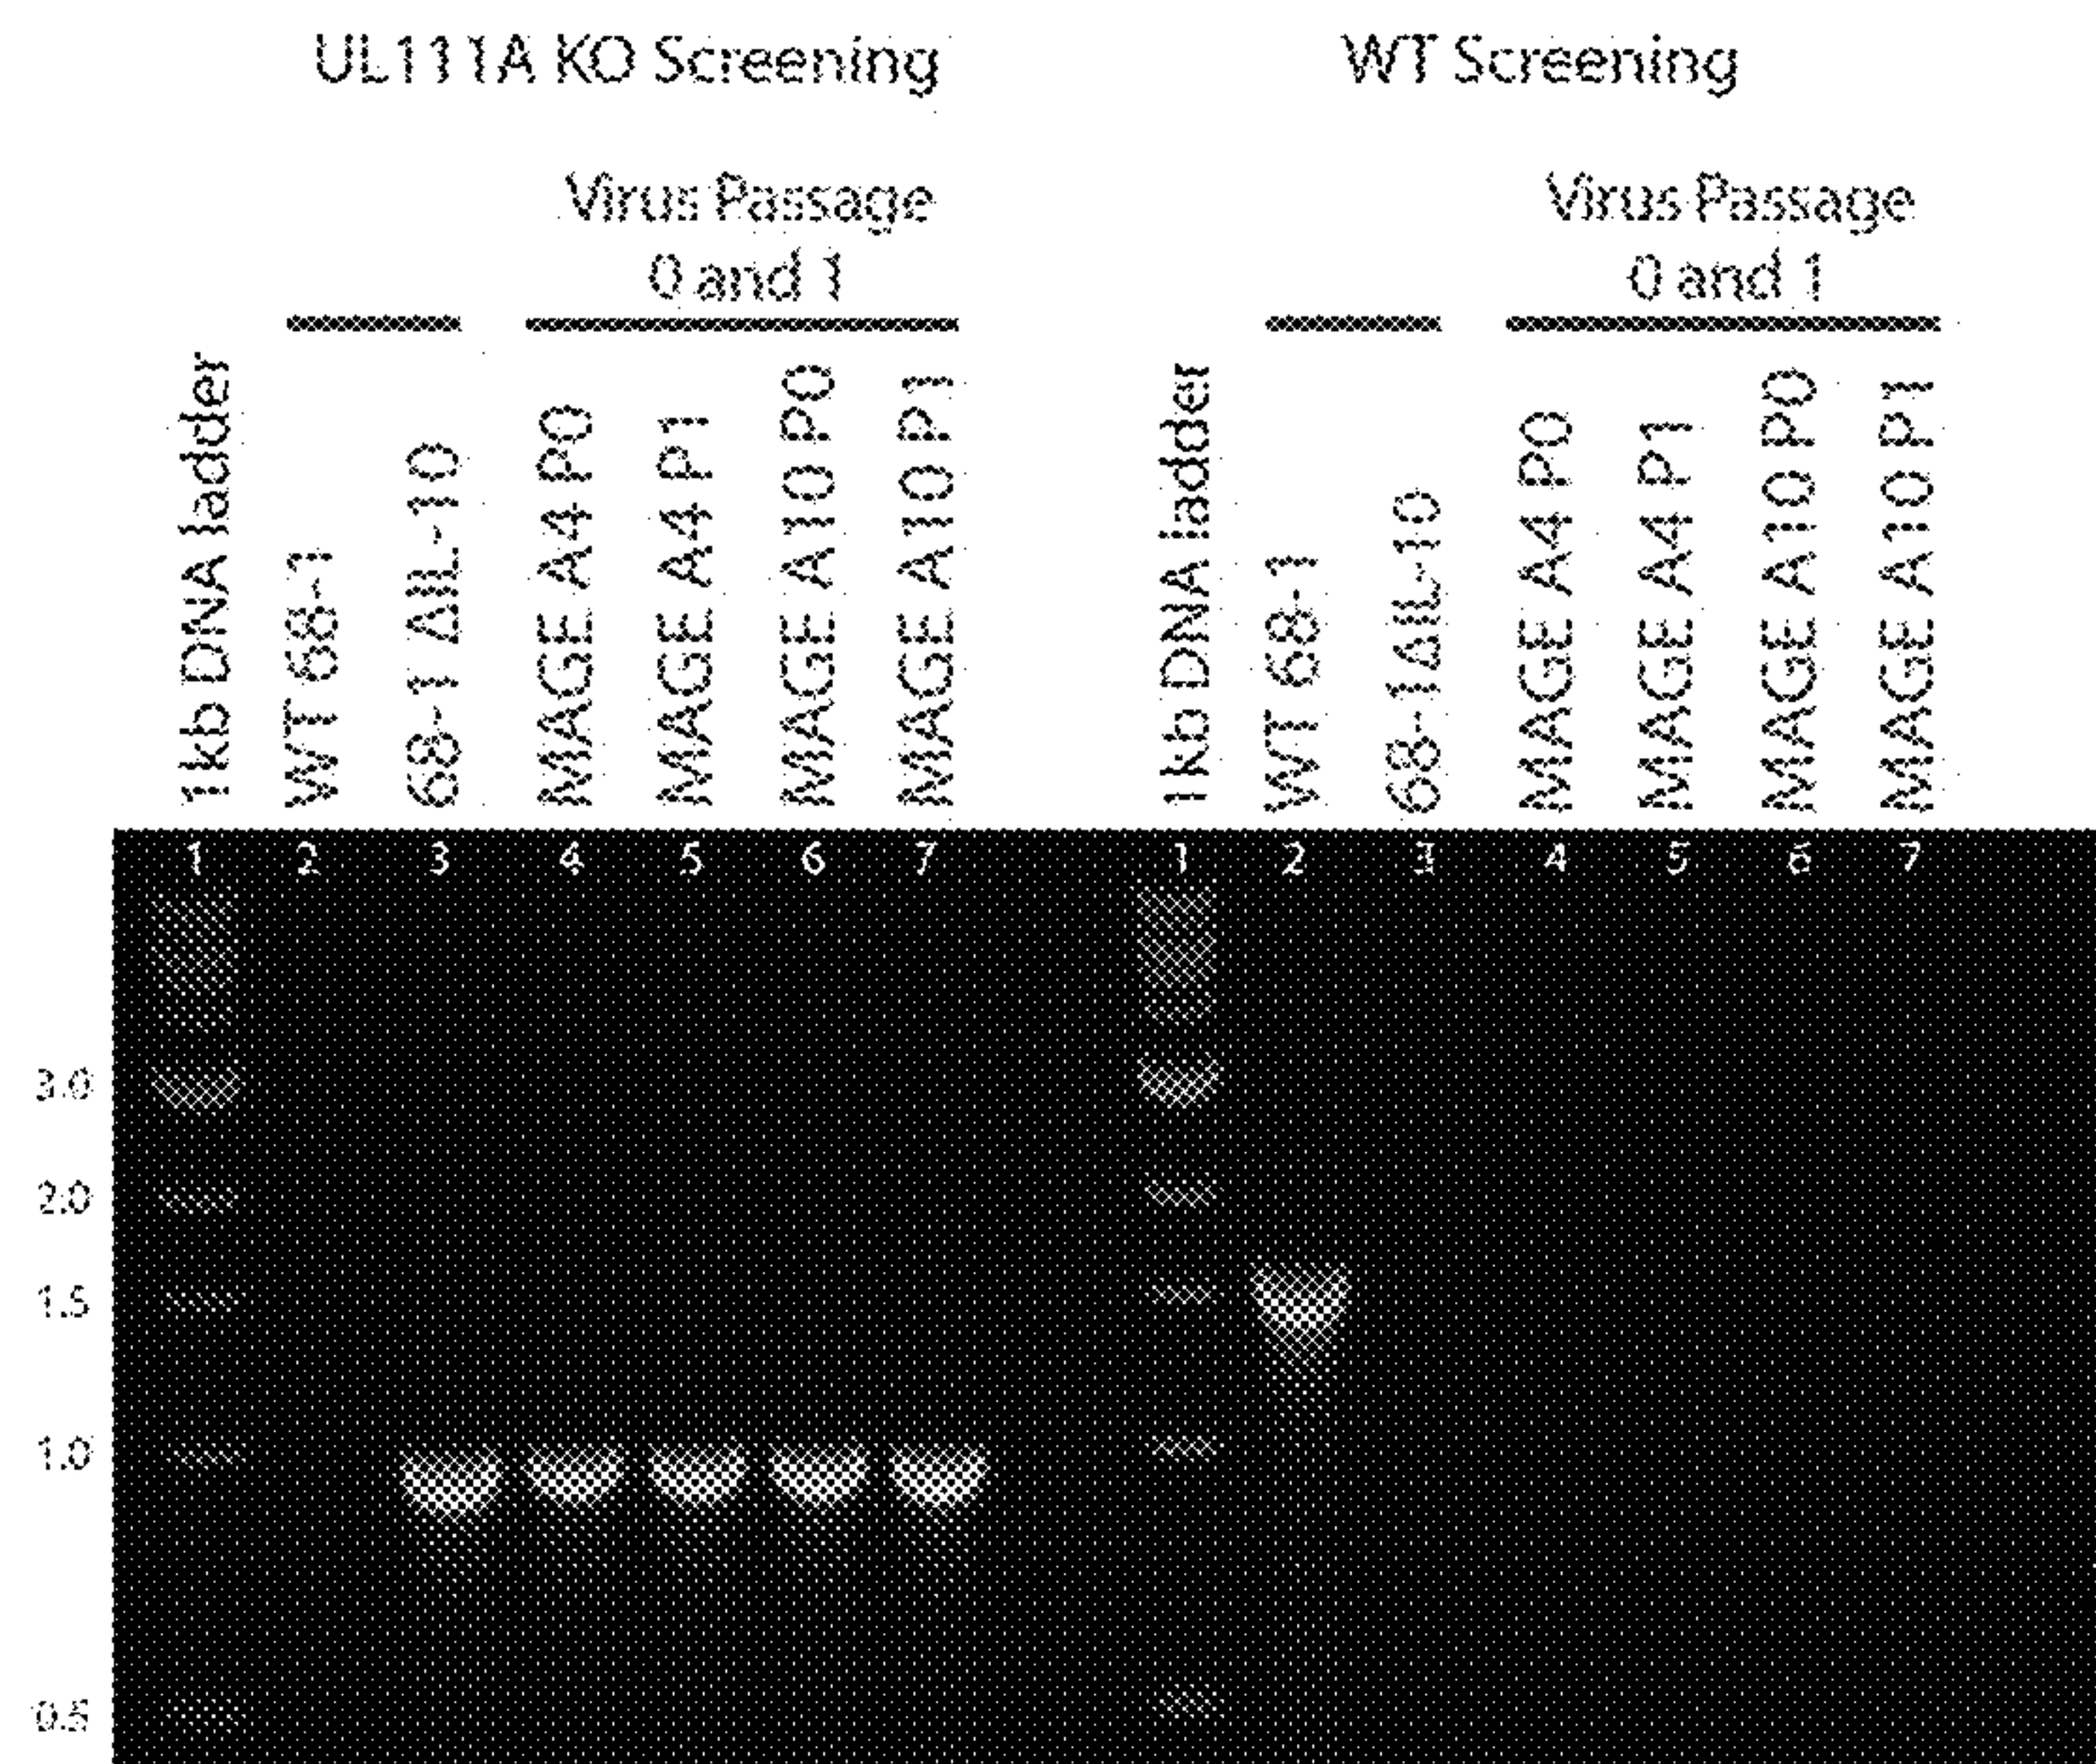 UL111A KO Screening
WT Screening
Virus Passage
0 and 1
Virus Passage
0 and 1
1kb DNA ladder
WT 68-1
68-1 ΔIL-10
MAGE A4 P0
MAGE A4 P1
MAGE A10 P0
MAGE A10 P1
1kb DNA ladder
WT 68-1
68-1ΔIL-10
MAGE A4 P0
MAGE A4 P1
MAGE A10 P0
MAGE A10 P1
1 2 3 4 5 6 7
1 2 3 4 5 6 7
3.0
2.0
1.5
1.0
0.5